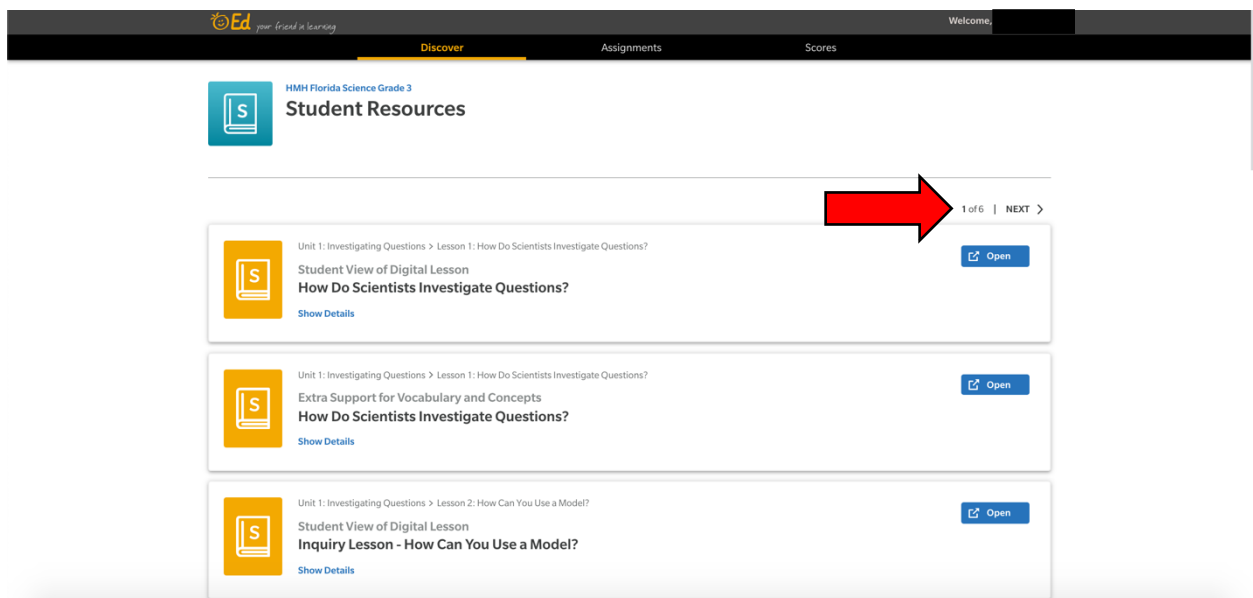 Ed your friend in learning
Welcome,
Discover Assignments Scores
HMH Florida Science Grade 3
S
Student Resources
1 of 6 | NEXT >
Unit 1: Investigating Questions > Lesson 1: How Do Scientists Investigate Questions?
Open
S
Student View of Digital Lesson
How Do Scientists Investigate Questions?
Show Details
Unit 1: Investigating Questions > Lesson 1: How Do Scientists Investigate Questions?
Open
S
Extra Support for Vocabulary and Concepts
How Do Scientists Investigate Questions?
Show Details
Unit 1: Investigating Questions > Lesson 2: How Can You Use a Model?
Open
S
Student View of Digital Lesson
Inquiry Lesson - How Can You Use a Model?
Show Details